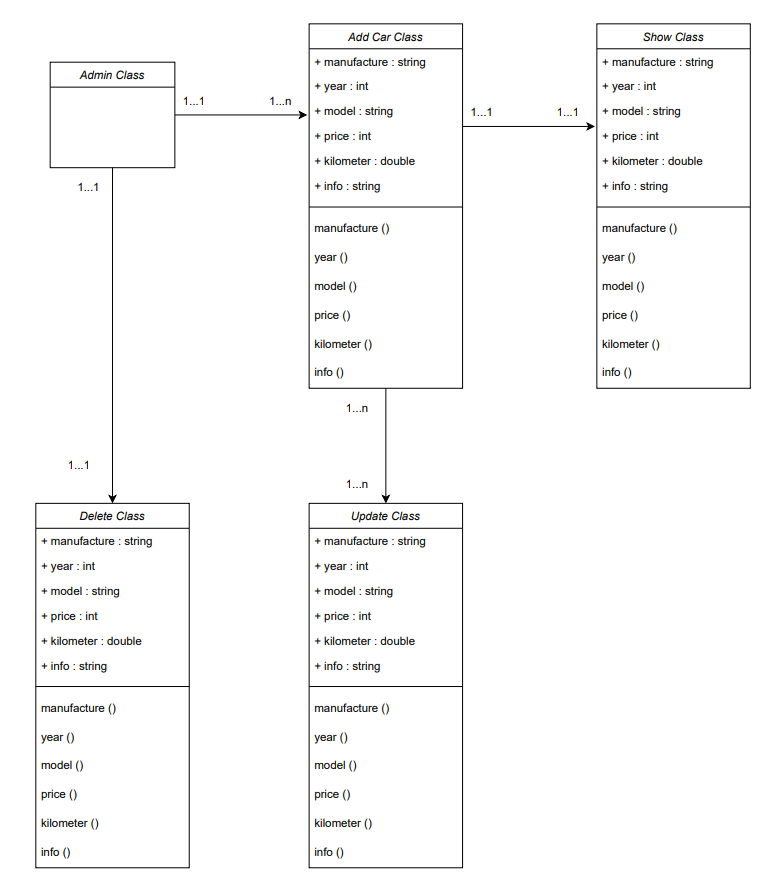 Admin Class
1...1
1...n
1...1
Add Car Class
+ manufacture : string
+ year : int
+ model : string
+ price : int
+ kilometer : double
+ info : string
manufacture ()
year ()
model ()
price ()
kilometer ()
info ()
1...1
1...1
Show Class
+ manufacture : string
+ year : int
+ model : string
+ price : int
+ kilometer : double
+ info : string
manufacture ()
year ()
model ()
price ()
kilometer ()
info ()
1...1
Delete Class
+ manufacture : string
+ year : int
+ model : string
+ price : int
+ kilometer : double
+ info : string
manufacture ()
year ()
model ()
price ()
kilometer ()
info ()
1...n
1...n
Update Class
+ manufacture : string
+ year : int
+ model : string
+ price : int
+ kilometer : double
+ info : string
manufacture ()
year ()
model ()
price ()
kilometer ()
info ()